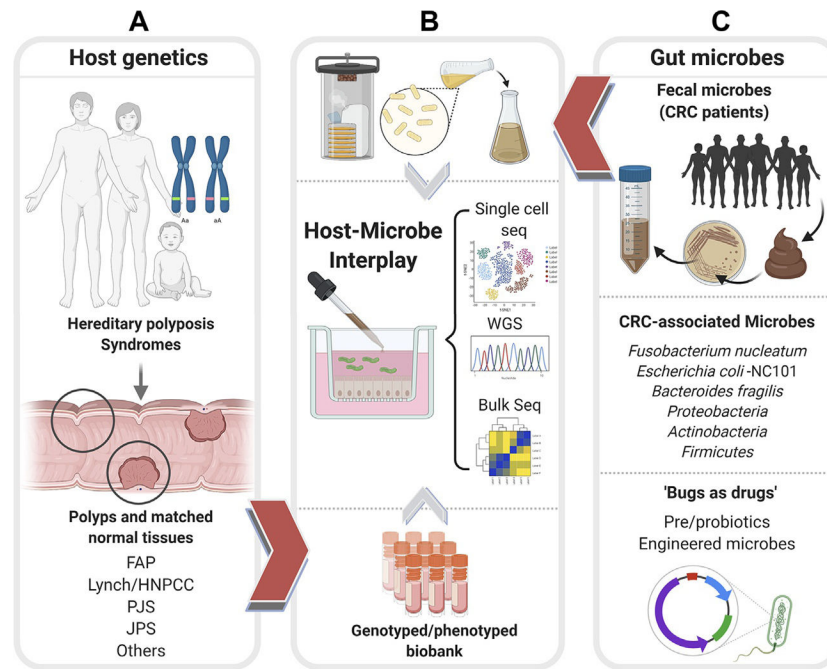 A
B
C
Host genetics
Aa
aA
Hereditary polyposis
Syndromes
Polyps and matched
normal tissues
FAP
Lynch/HNPCC
PJS
JPS
Others
Host-Microbe
Interplay
Single cell
seq
WGS
Bulk Seq
Genotyped/phenotyped
biobank
Gut microbes
Fecal microbes
(CRC patients)
CRC-associated Microbes
Fusobacterium nucleatum
Escherichia coli-NC101
Bacteroides fragilis
Proteobacteria
Actinobacteria
Firmicutes
'Bugs as drugs'
Pre/probiotics
Engineered microbes